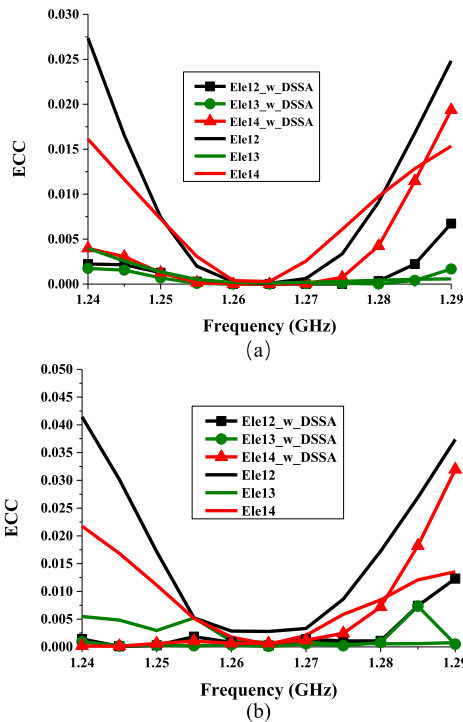 (a)
0.030
0.025
0.020
0.015
0.010
0.005
0.000
ECC
Ele12_w_DSSA
Ele13_w_DSSA
Ele14_w_DSSA
Ele12
Ele13
Ele14
1.24 1.25 1.26 1.27 1.28 1.29
Frequency (GHz)
(a)
0.050
0.045
0.040
0.035
0.030
0.025
0.020
0.015
0.010
0.005
0.000
ECC
Ele12_w_DSSA
Ele13_w_DSSA
Ele14_w_DSSA
Ele12
Ele13
Ele14
1.24 1.25 1.26 1.27 1.28 1.29
Frequency (GHz)
(b)